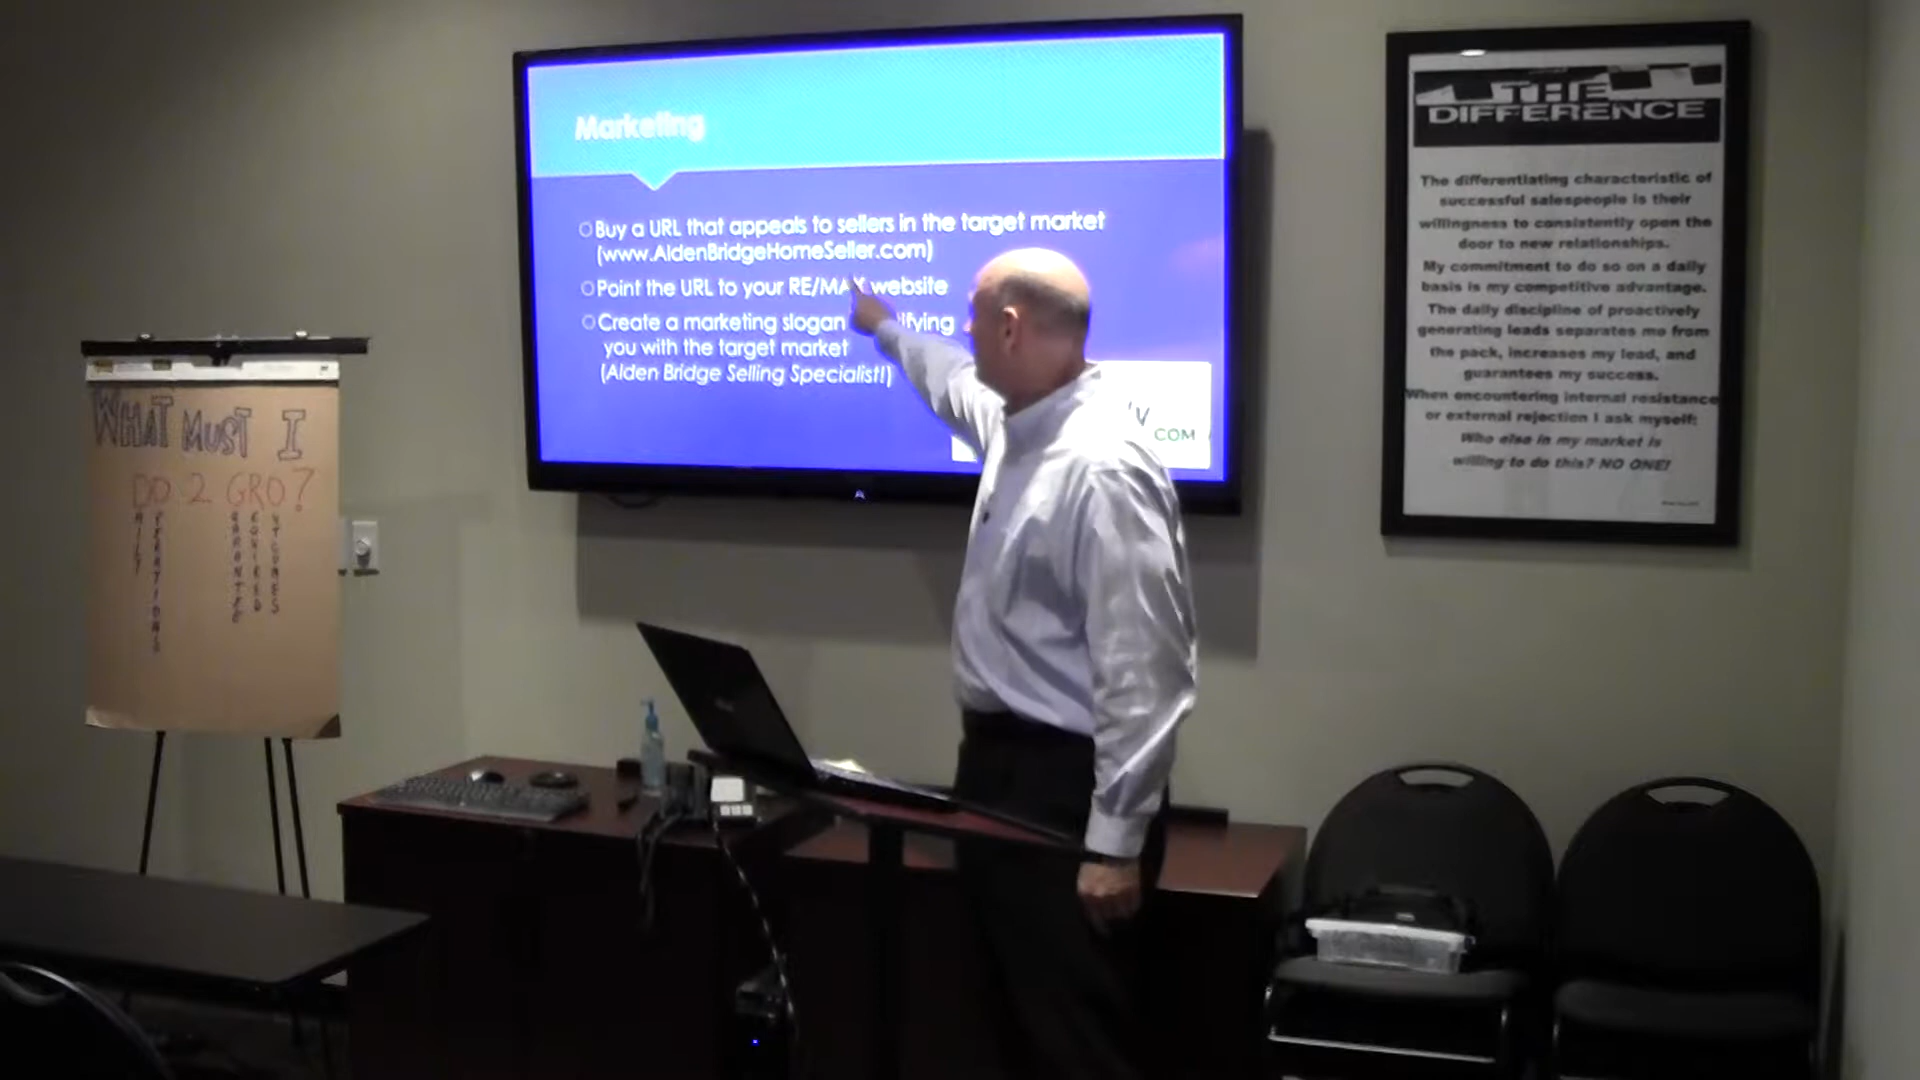 Marketing
Buy a URL that appeals to sellers in the target market
(www.AldenBridgeHomeSeller.com)
Point the URL to your RE/MAX website
Create a marketing slogan
you with the target market
(Alden Bridge Selling Specialist!)
COM
THE
DIFFERENCE
The differentiating characteristic of
successful salespeople is their
willingness to consistently open the
door to new relationships.
My commitment to do so on a daily
basis is my competitive advantage.
The daily discipline of proactively
generating leads separates me from
the pack, increases my lead, and
guarantees my success.
When encountering internal resistance
or external rejection I ask myself:
Who else in my market is
willing to do this? NO ONE!
WHAT MUST I
DO 2 GRO?